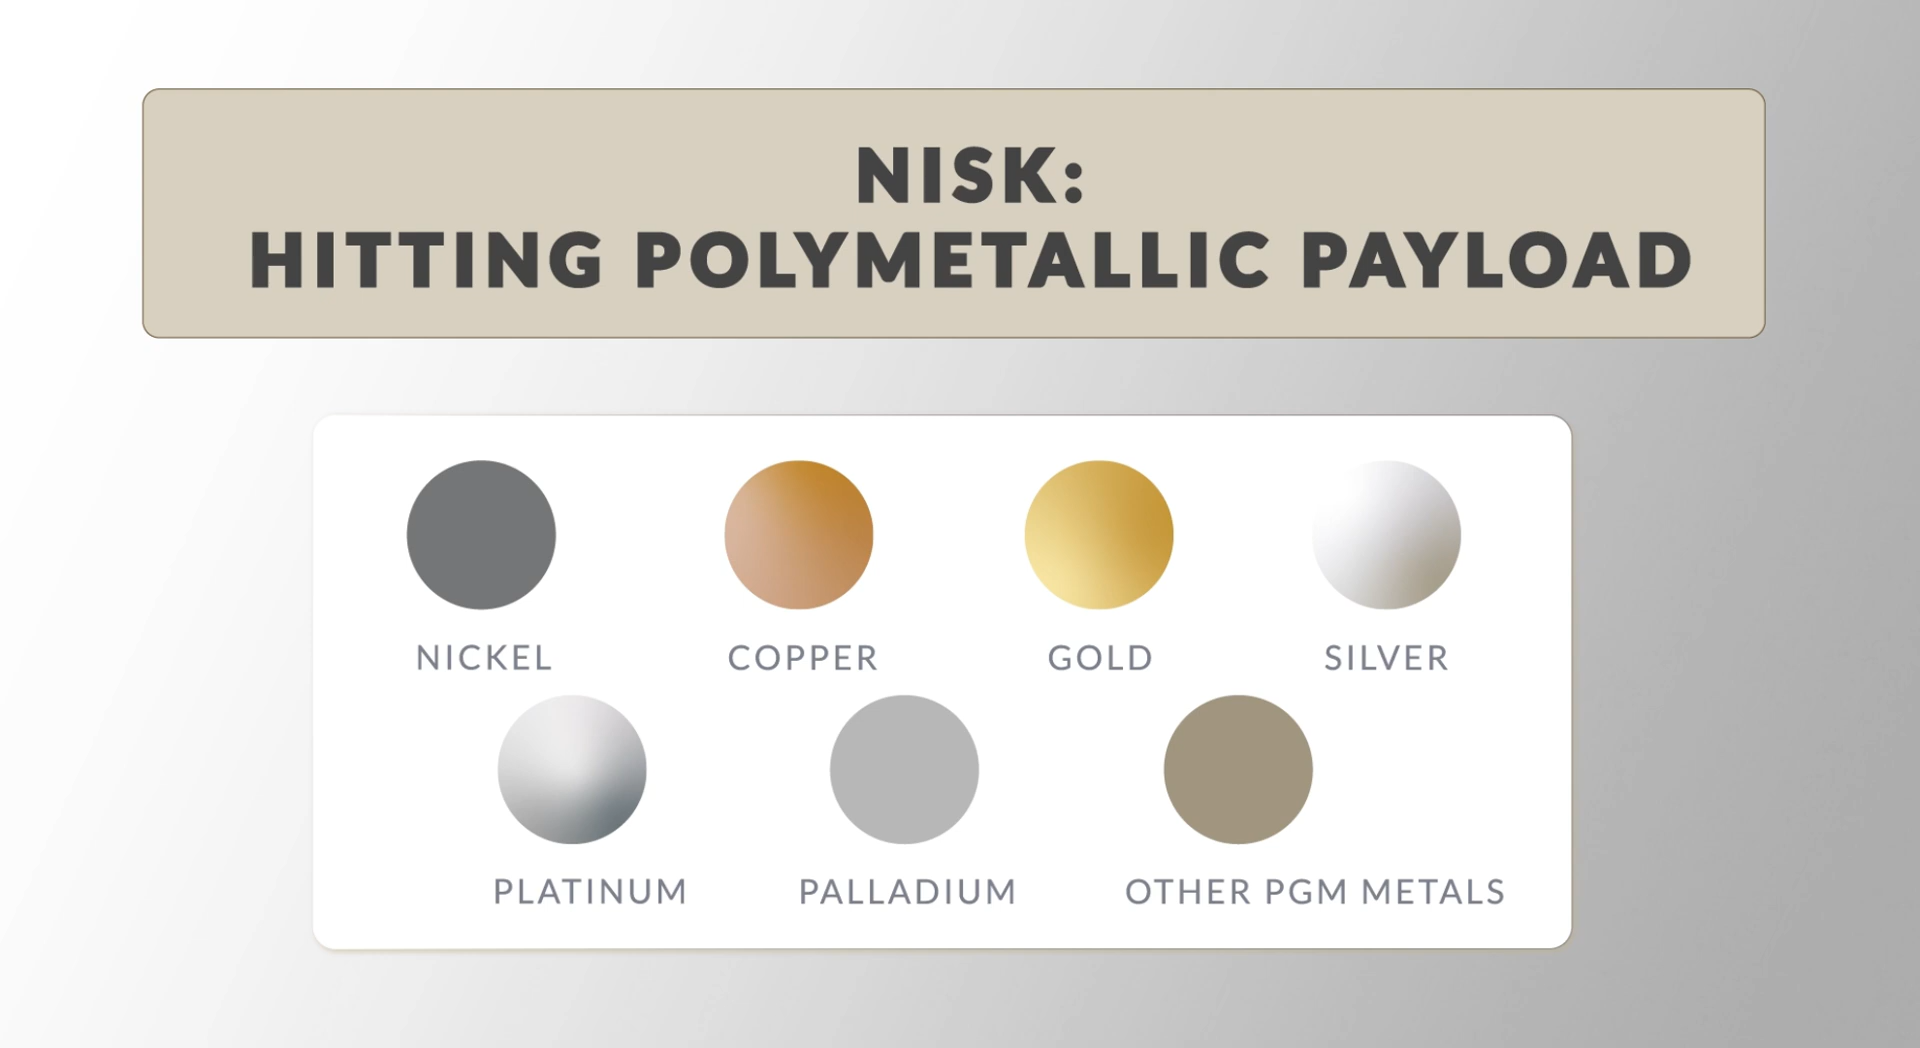 NISK:
HITTING POLYMETALLIC PAYLOAD
NICKEL COPPER GOLD SILVER
PLATINUM PALLADIUM OTHER PGM METALS